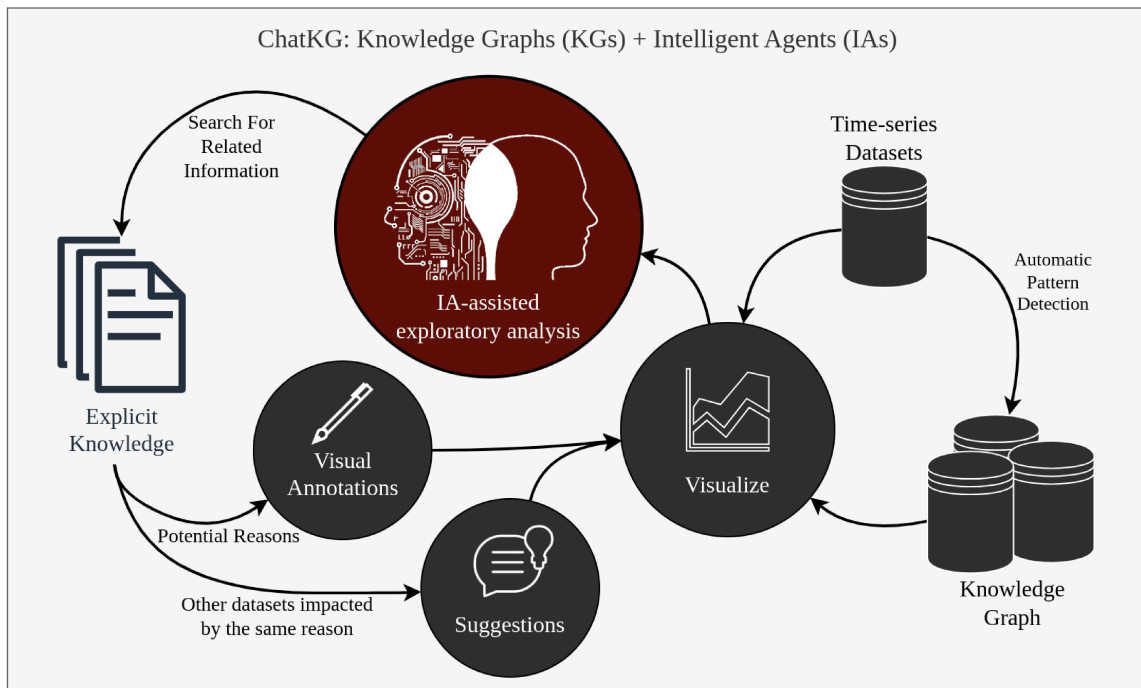 ChatKG: Knowledge Graphs (KGs) + Intelligent Agents (IAs)
Search For
Related
Information
IA-assisted
exploratory analysis
Time-series
Datasets
Automatic
Pattern
Detection
Explicit
Knowledge
Visual
Annotations
Visualize
Potential Reasons
Suggestions
Other datasets impacted
by the same reason
Knowledge
Graph